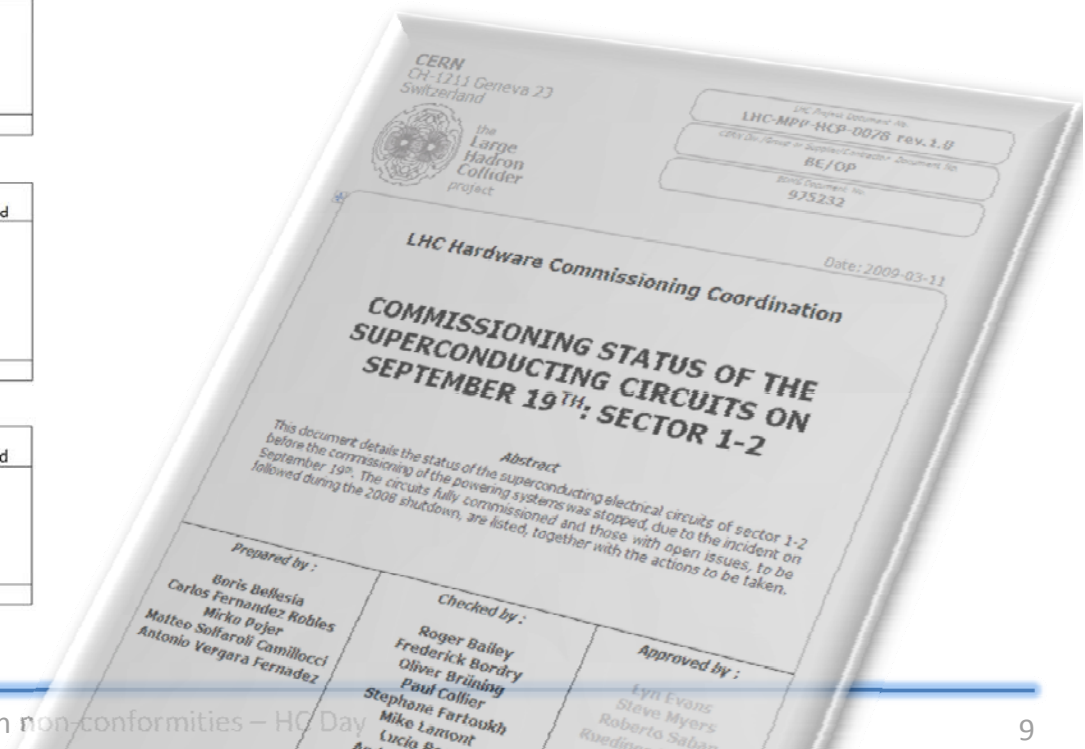 d
d
CERN
CH-1211 Geneva 23
Switzerland
the
Large
Hadron
Collider
project
LHC Project Document No.
LHC-MPP-HCP-0078 rev.1.0
CERN Div./Group or Supplier/Contractor Document No.
BE/OP
EDMS Document No.
975232
Date: 2009-03-11
LHC Hardware Commissioning Coordination
COMMISSIONING STATUS OF THE
SUPERCONDUCTING CIRCUITS ON
SEPTEMBER 19TH: SECTOR 1-2
Abstract
This document details the status of the superconducting electrical circuits of sector 1-2
before the commissioning of the powering systems was stopped, due to the incident on
September 19th. The circuits fully commissioned and those with open issues, to be
followed during the 2008 shutdown, are listed, together with the actions to be taken.
Prepared by :
Boris Bellesia
Carlos Fernandez Robles
Mirko Pojer
Matteo Solfaroli Camillocci
Antonio Vergara Fernadez
Checked by :
Roger Bailey
Frederick Bordry
Oliver Brüning
Paul Collier
Stephane Fartoukh
Mike Lamont
Lucio
Approved by :
Lyn Evans
Steve Myers
Roberto Saban
non-conformities – HC Day
9